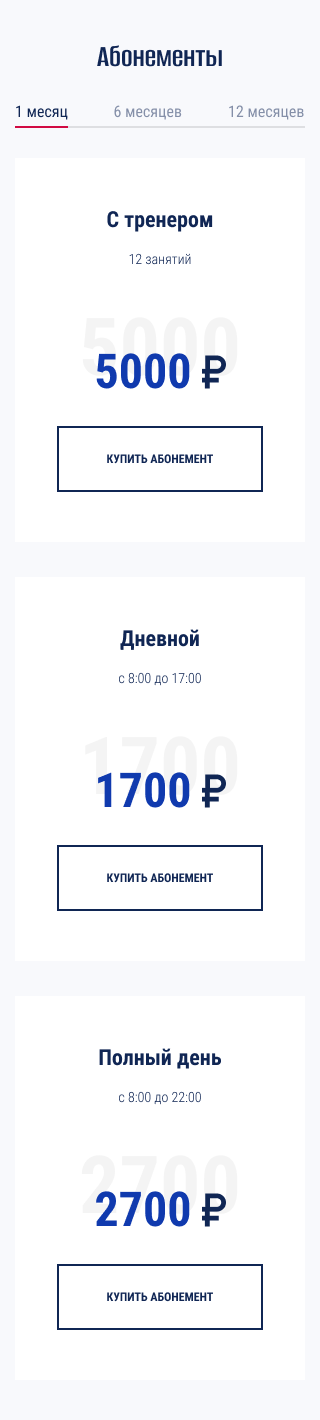 Абонементы
1 месяц 6 месяцев 12 месяцев
С тренером
12 занятий
5000
5000 ₽
КУПИТЬ АБОНЕМЕНТ
Дневной
с 8:00 до 17:00
1700
1700 ₽
КУПИТЬ АБОНЕМЕНТ
Полный день
с 8:00 до 22:00
2700
2700 ₽
КУПИТЬ АБОНЕМЕНТ